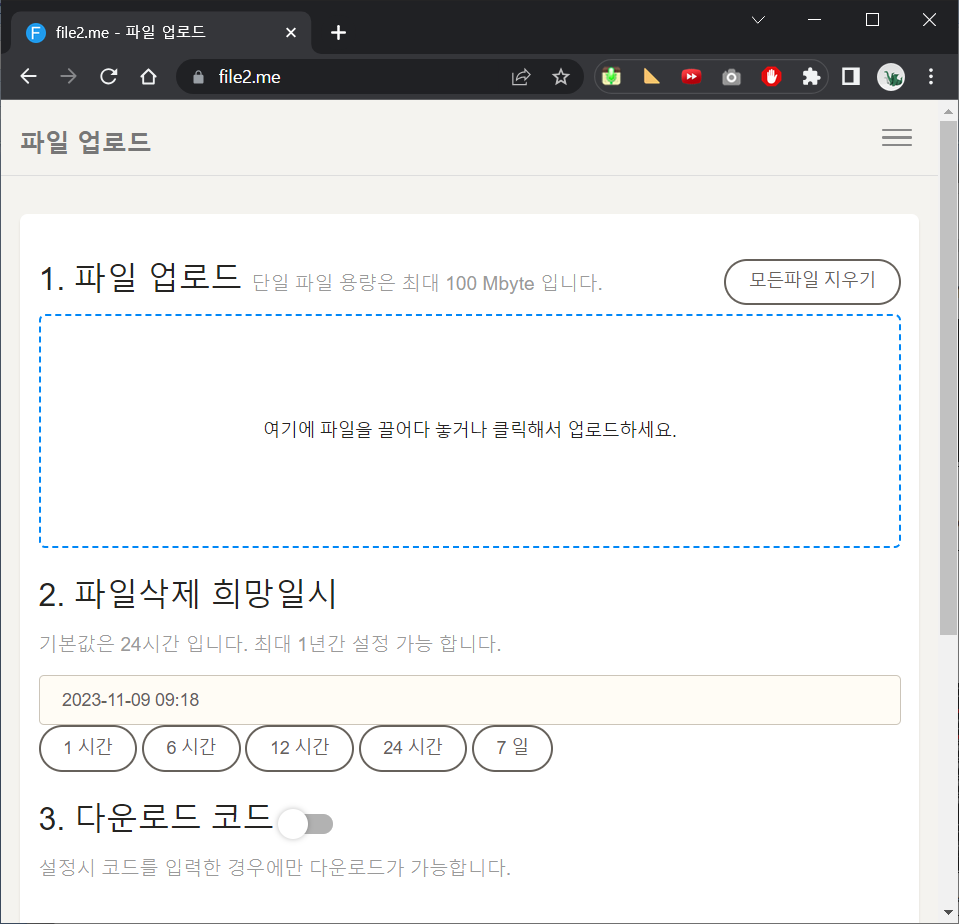 file2.me - 파일 업로드
file2.me
파일 업로드
1. 파일 업로드 단일 파일 용량은 최대 100 Mbyte 입니다. 모든파일 지우기
여기에 파일을 끌어다 놓거나 클릭해서 업로드하세요.
2. 파일삭제 희망일시
기본값은 24시간 입니다. 최대 1년간 설정 가능 합니다.
2023-11-09 09:18
1 시간 6 시간 12 시간 24 시간 7 일
3. 다운로드 코드
설정시 코드를 입력한 경우에만 다운로드가 가능합니다.